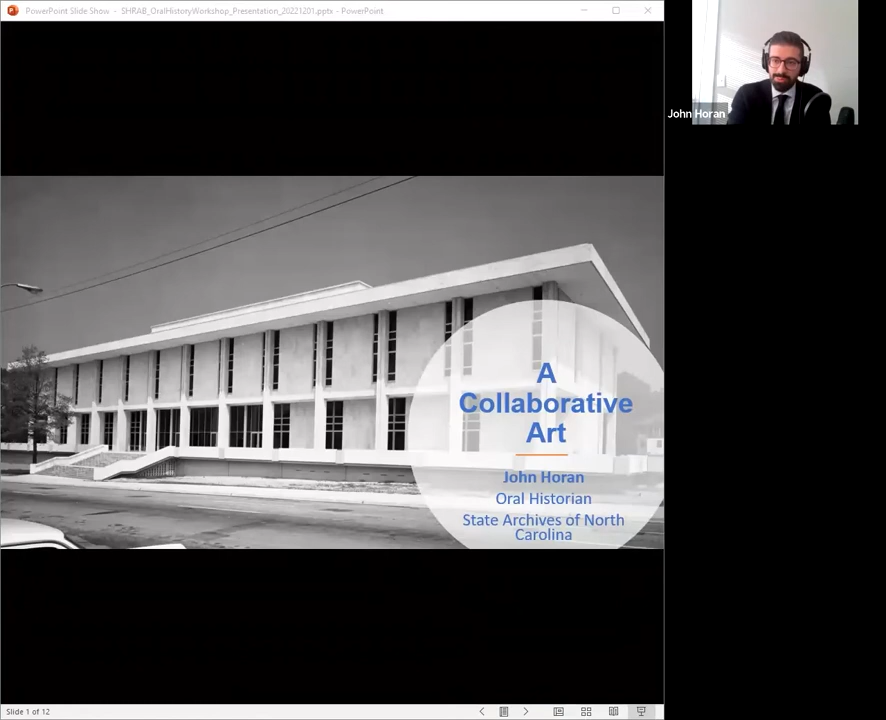 PowerPoint Slide Show - SHRAB_OralHistoryWorkshop_Presentation_20221201.pptx - PowerPoint
John Horan
A
Collaborative
Art
John Horan
Oral Historian
State Archives of North
Carolina
Slide 1 of 12